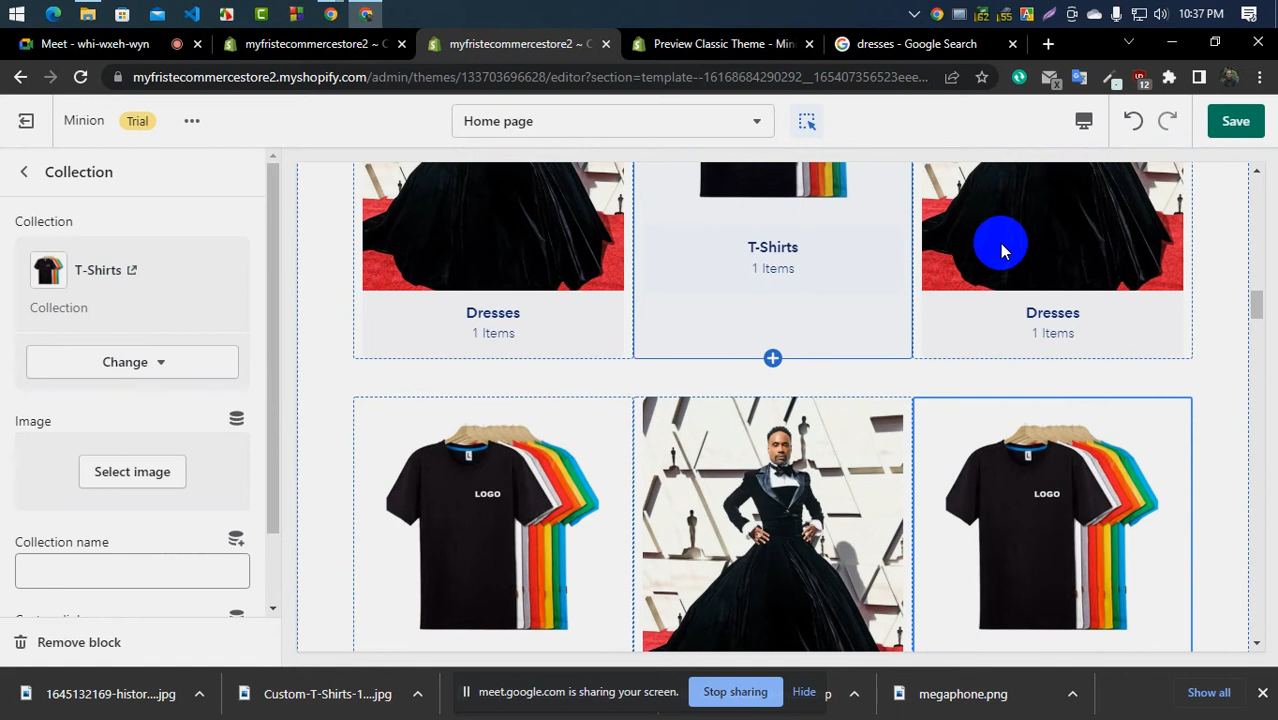 10:37 PM
Meet - whi-wxeh-wyn
myfristecommercestore2 ~ C
myfristecommercestore2 ~ C
Preview Classic Theme - Min
dresses - Google Search
myfristecommercestore2.myshopify.com/admin/themes/133703696628/editor?section=template--16168684290292__165407356523eee...
Minion
Trial
Home page
Save
Collection
Collection
T-Shirts
Collection
Change
Image
Select image
Collection name
Remove block
T-Shirts
1 Items
Dresses
1 Items
Dresses
1 Items
LOGO
LOGO
1645132169-histor....jpg
Custom-T-Shirts-1....jpg
meet.google.com is sharing your screen.
Stop sharing
Hide
megaphone.png
Show all